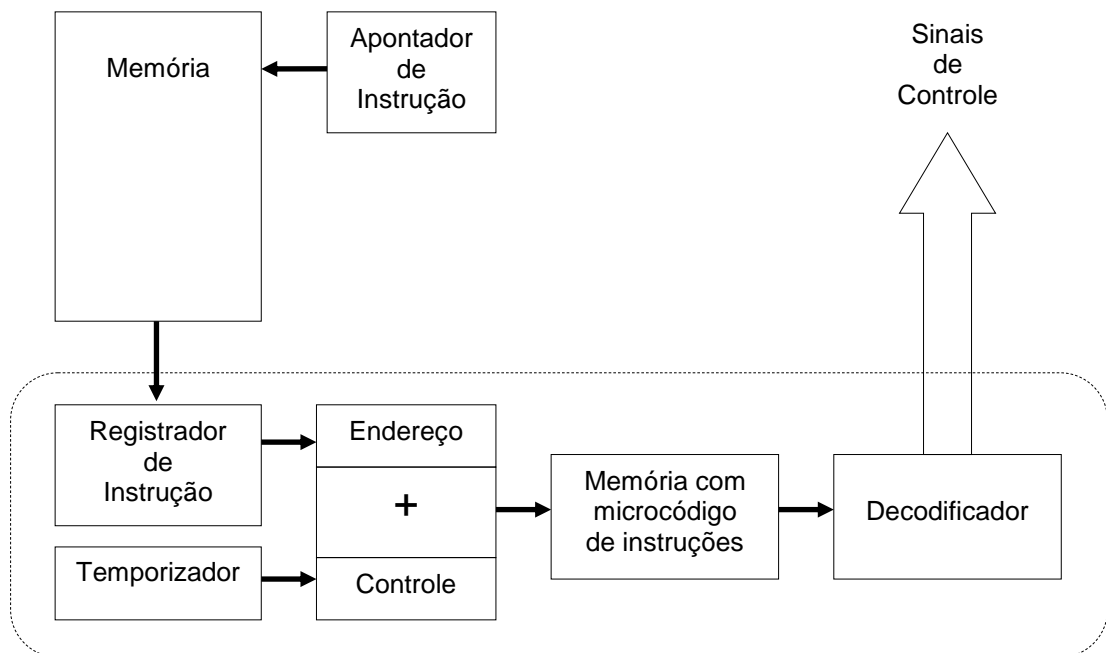 Memória
Apontador
de
Instrução
Sinais
de
Controle
Registrador
de
Instrução
Temporizador
Endereço
+
Controle
Memória com
microcódigo
de instruções
Decodificador